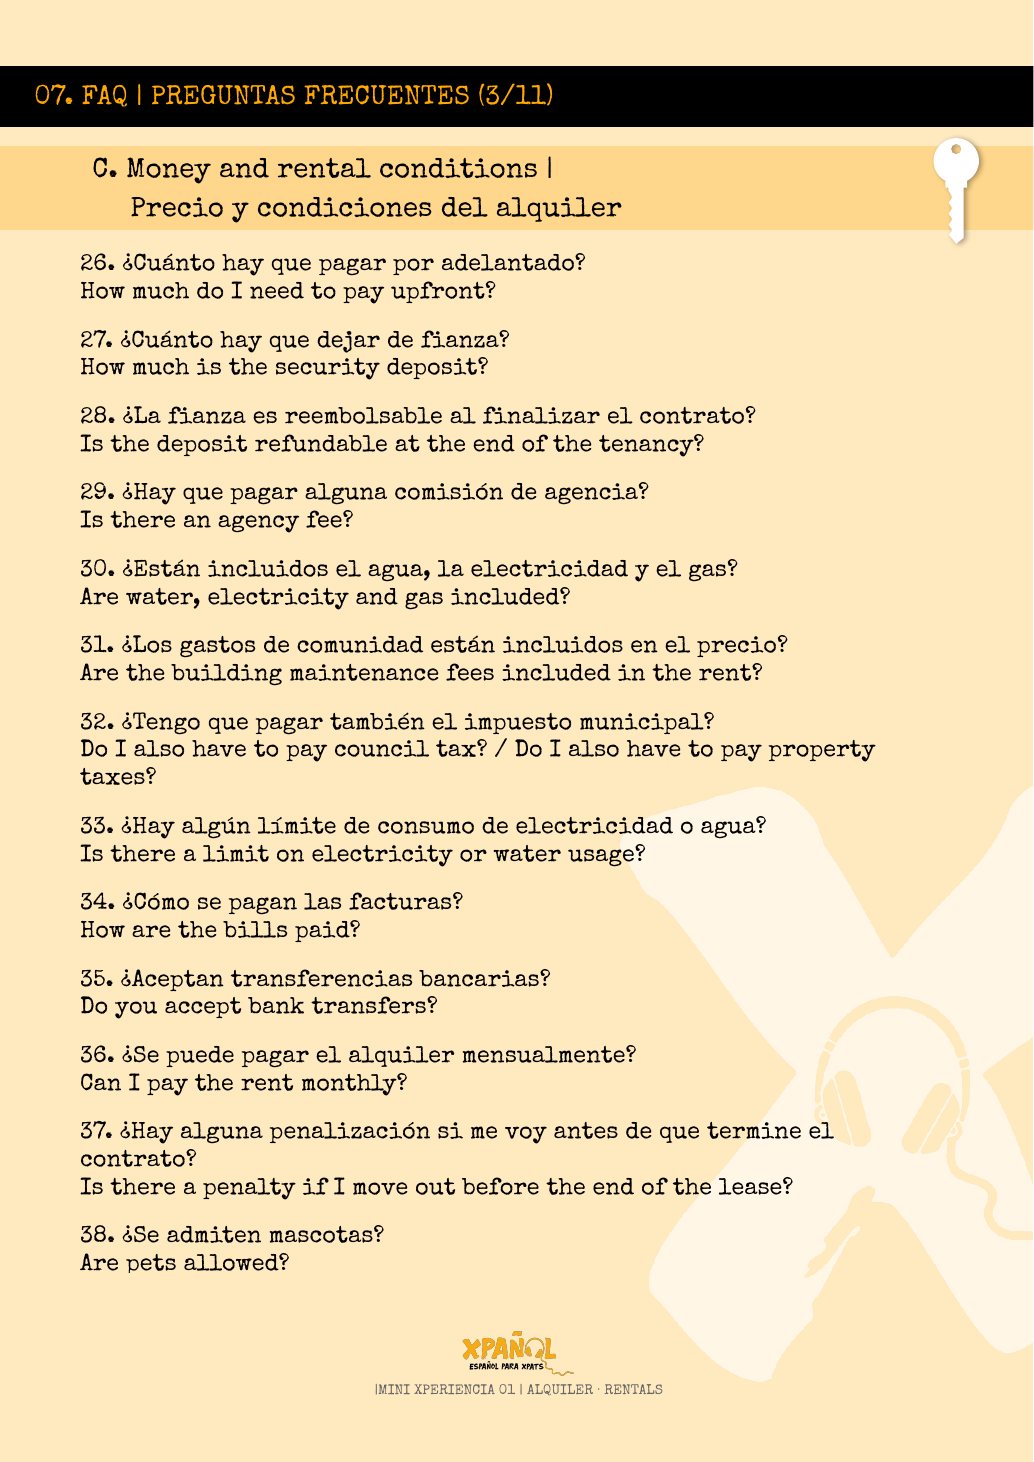 07. FAQ | PREGUNTAS FRECUENTES (3/11)
C. Money and rental conditions |
Precio y condiciones del alquiler
26. ¿Cuánto hay que pagar por adelantado?
How much do I need to pay upfront?
27. ¿Cuánto hay que dejar de fianza?
How much is the security deposit?
28. ¿La fianza es reembolsable al finalizar el contrato?
Is the deposit refundable at the end of the tenancy?
29. ¿Hay que pagar alguna comisión de agencia?
Is there an agency fee?
30. ¿Están incluidos el agua, la electricidad y el gas?
Are water, electricity and gas included?
31. ¿Los gastos de comunidad están incluidos en el precio?
Are the building maintenance fees included in the rent?
32. ¿Tengo que pagar también el impuesto municipal?
Do I also have to pay council tax? / Do I also have to pay property
taxes?
33. ¿Hay algún límite de consumo de electricidad o agua?
Is there a limit on electricity or water usage?
34. ¿Cómo se pagan las facturas?
How are the bills paid?
35. ¿Aceptan transferencias bancarias?
Do you accept bank transfers?
36. ¿Se puede pagar el alquiler mensualmente?
Can I pay the rent monthly?
37. ¿Hay alguna penalización si me voy antes de que termine el
contrato?
Is there a penalty if I move out before the end of the lease?
38. ¿Se admiten mascotas?
Are pets allowed?
XPAÑOL
ESPAÑOL PARA XPATS
|MINI XPERIENCIA 01 | ALQUILER · RENTALS